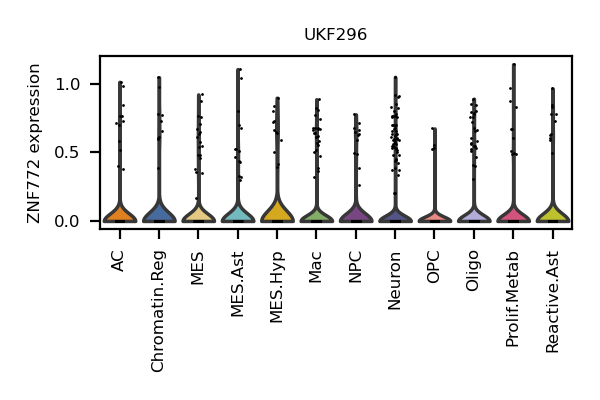 UKF296
ZNF772 expression
1.0
0.5
0.0
AC
Chromatin.Reg
MES
MES.Ast
MES.Hyp
Mac
NPC
Neuron
OPC
Oligo
Prolif.Metab
Reactive.Ast